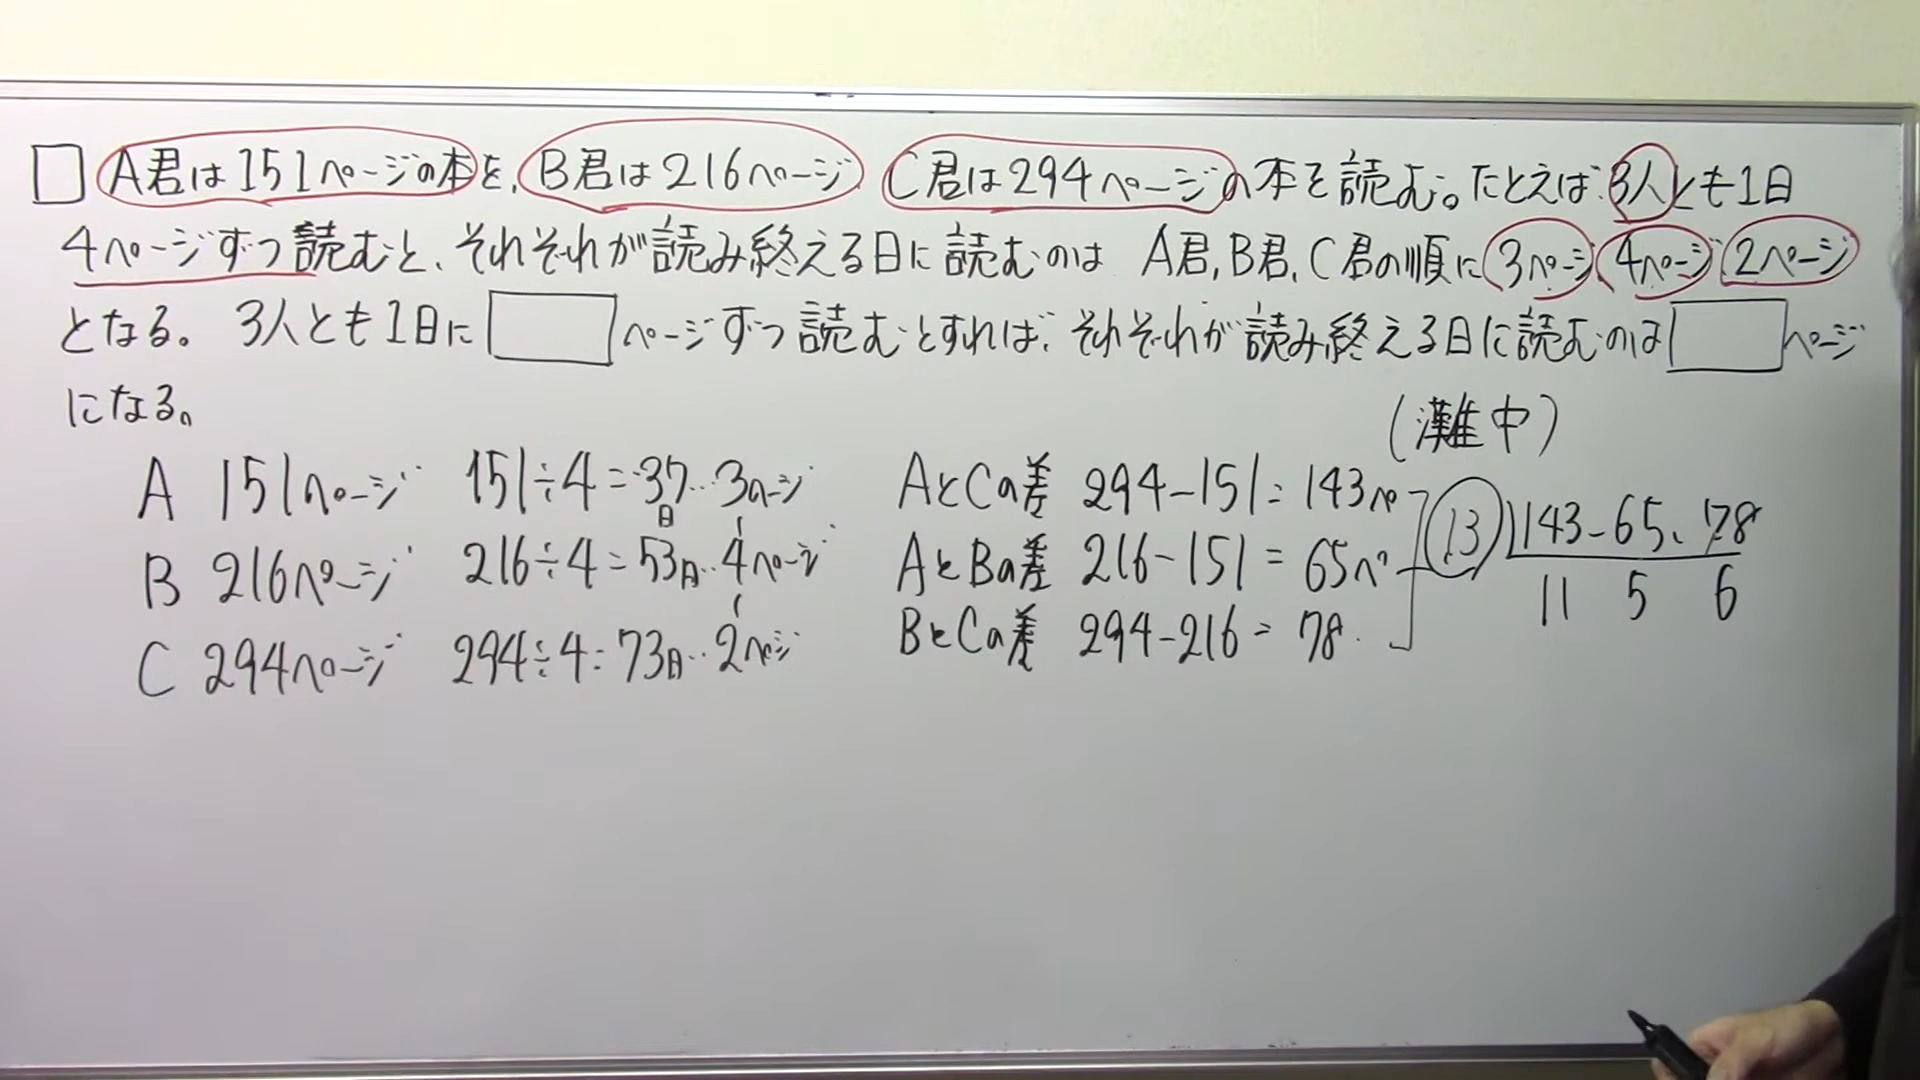 □ A君は151ページの本を、B君は216ページ C君は294ページの本を読む。たとえば3人とも1日
4ページずつ読むと、それぞれが読み終える日に読むのは A君,B君,C君の順に3ページ 4ページ 2ページ
となる。 3人とも1日に□ページずつ読むとすれば、それぞれが読み終える日に読むのは□ページ
になる。
(灘中)
A 151ページ 151÷4=37日…3ページ
B 216ページ 216÷4=53日…4ページ
C 294ページ 294÷4=73日…2ページ
AとCの差 294-151=143ペ
AとBの差 216-151=65ペ
BとCの差 294-216=78
13)143-65、78
11 5 6